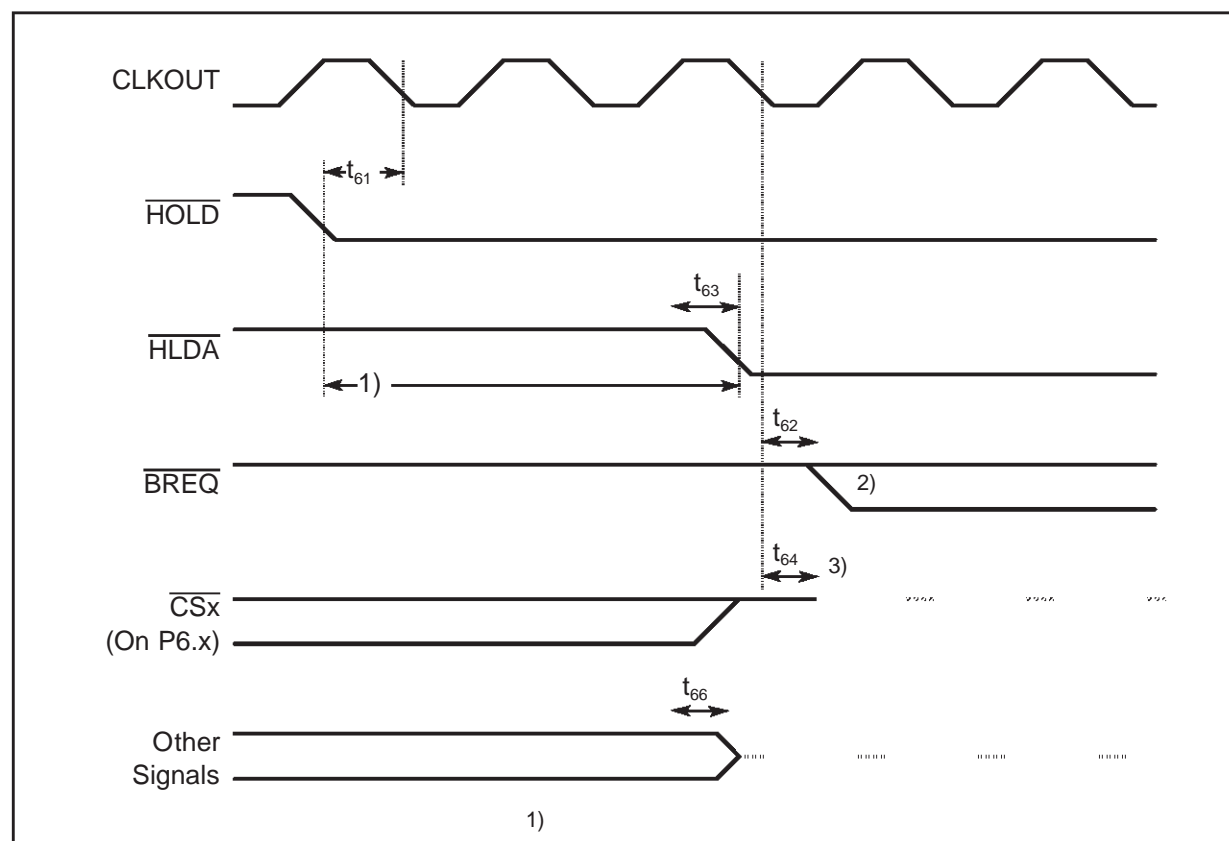 CLKOUT
t61
HOLD
t63
HLDA
1)
t62
BREQ
2)
t64
3)
CSx
(On P6.x)
t66
Other
Signals
1)